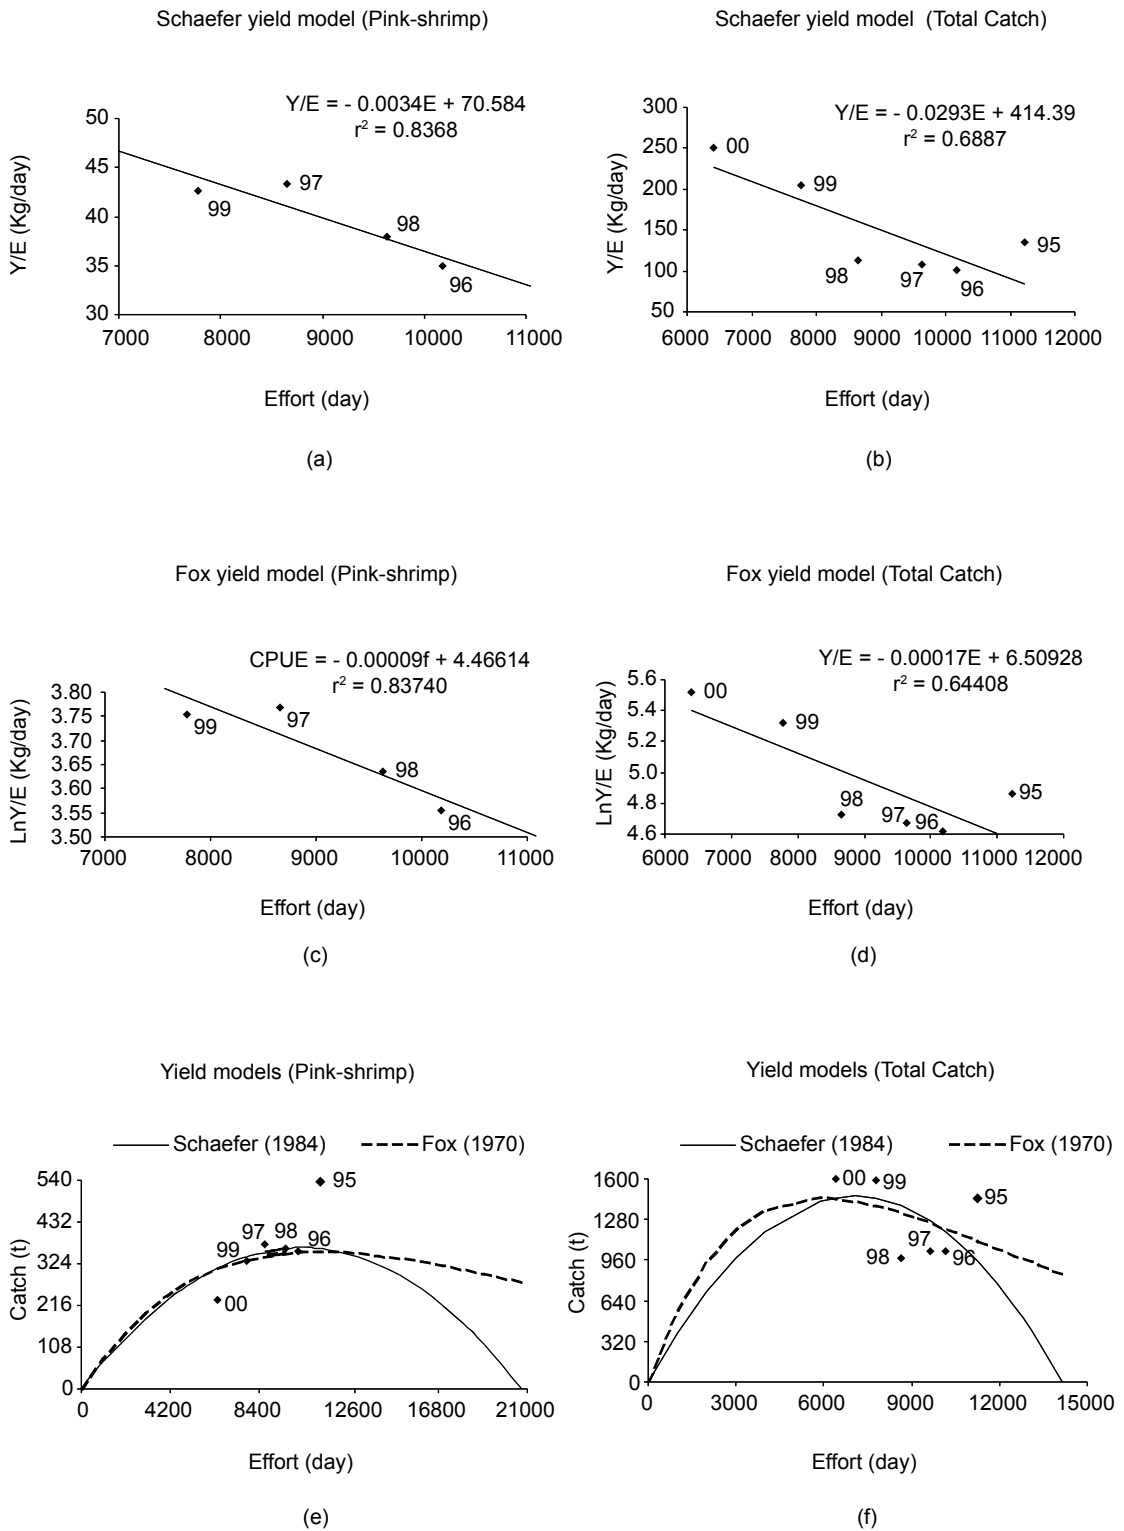 Schaefer yield model (Pink-shrimp)
Y/E = - 0.0034E + 70.584
r² = 0.8368
Y/E (Kg/day)
50
45
40
35
30
97
99
98
96
7000 8000 9000 10000 11000
Effort (day)
(a)
Schaefer yield model (Total Catch)
Y/E = - 0.0293E + 414.39
r² = 0.6887
Y/E (Kg/day)
300
250
200
150
100
50
00
99
95
98
97
96
6000 7000 8000 9000 10000 11000 12000
Effort (day)
(b)
Fox yield model (Pink-shrimp)
CPUE = - 0.00009f + 4.46614
r² = 0.83740
LnY/E (Kg/day)
3.80
3.75
3.70
3.65
3.60
3.55
3.50
97
99
98
96
7000 8000 9000 10000 11000
Effort (day)
(c)
Fox yield model (Total Catch)
Y/E = - 0.00017E + 6.50928
r² = 0.64408
LnY/E (Kg/day)
5.6
5.4
5.2
5.0
4.8
4.6
00
99
95
98
97
96
6000 7000 8000 9000 10000 11000 12000
Effort (day)
(d)
Yield models (Pink-shrimp)
Schaefer (1984) Fox (1970)
Catch (t)
540
432
324
216
108
0
95
97 98 96
99
00
0 4200 8400 12600 16800 21000
Effort (day)
(e)
Yield models (Total Catch)
Schaefer (1984) Fox (1970)
Catch (t)
1600
1280
960
640
320
0
00 99
95
97
98 96
0 3000 6000 9000 12000 15000
Effort (day)
(f)